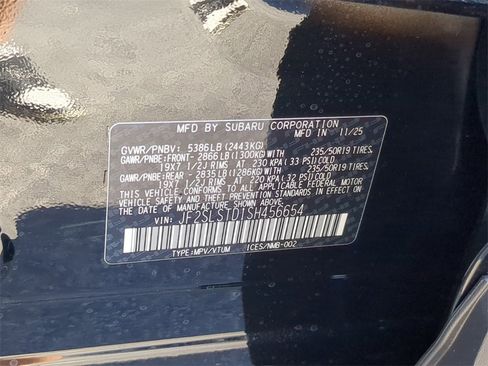 MFD BY SUBARU CORPORATION MFD IN 11/25
GVWR/PNBV: 5386LB(2443KG)
GAWR/PNBE:FRONT- 2866LB(1300KG)WITH 235/50R19 TIRES,
19X7 1/2J RIMS AT 230 KPA(33 PSI)COLD
GAWR/PNBE:REAR - 2835LB(1286KG)WITH 235/50R19 TIRES,
19X7 1/2J RIMS AT 220 KPA(32 PSI)COLD
THIS VEHICLE CONFORMS TO ALL APPLICABLE FEDERAL MOTOR
VEHICLE SAFETY STANDARDS IN EFFECT ON
THE DATE OF MANUFACTURE SHOWN ABOVE.
VIN: JF2SLSTD1SH456654
TYPE:MPV/VTUM ICES/NMB-002